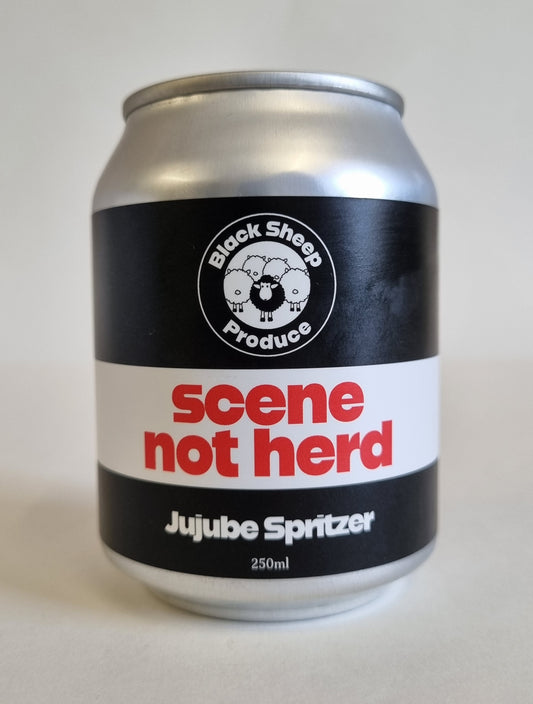 Black Sheep
Produce
scene
not herd
Jujube Spritzer
250ml